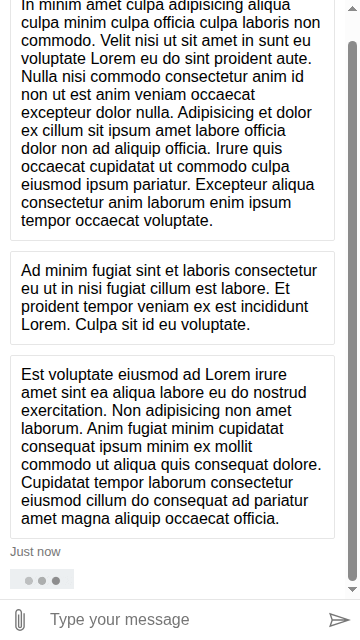 In minim amet culpa adipisicing aliqua
culpa minim culpa officia culpa laboris non
commodo. Velit nisi ut sit amet in sunt eu
voluptate Lorem eu do sint proident aute.
Nulla nisi commodo consectetur anim id
non ut est anim veniam occaecat
excepteur dolor nulla. Adipisicing et dolor
ex cillum sit ipsum amet labore officia
dolor non ad aliquip officia. Irure quis
occaecat cupidatat ut commodo culpa
eiusmod ipsum pariatur. Excepteur aliqua
consectetur anim laborum enim ipsum
tempor occaecat voluptate.
Ad minim fugiat sint et laboris consectetur
eu ut in nisi fugiat cillum est labore. Et
proident tempor veniam ex est incididunt
Lorem. Culpa sit id eu voluptate.
Est voluptate eiusmod ad Lorem irure
amet sint ea aliqua labore eu do nostrud
exercitation. Non adipisicing non amet
laborum. Anim fugiat minim cupidatat
consequat ipsum minim ex mollit
commodo ut aliqua quis consequat dolore.
Cupidatat tempor laborum consectetur
eiusmod cillum do consequat ad pariatur
amet magna aliquip occaecat officia.
Just now
Type your message